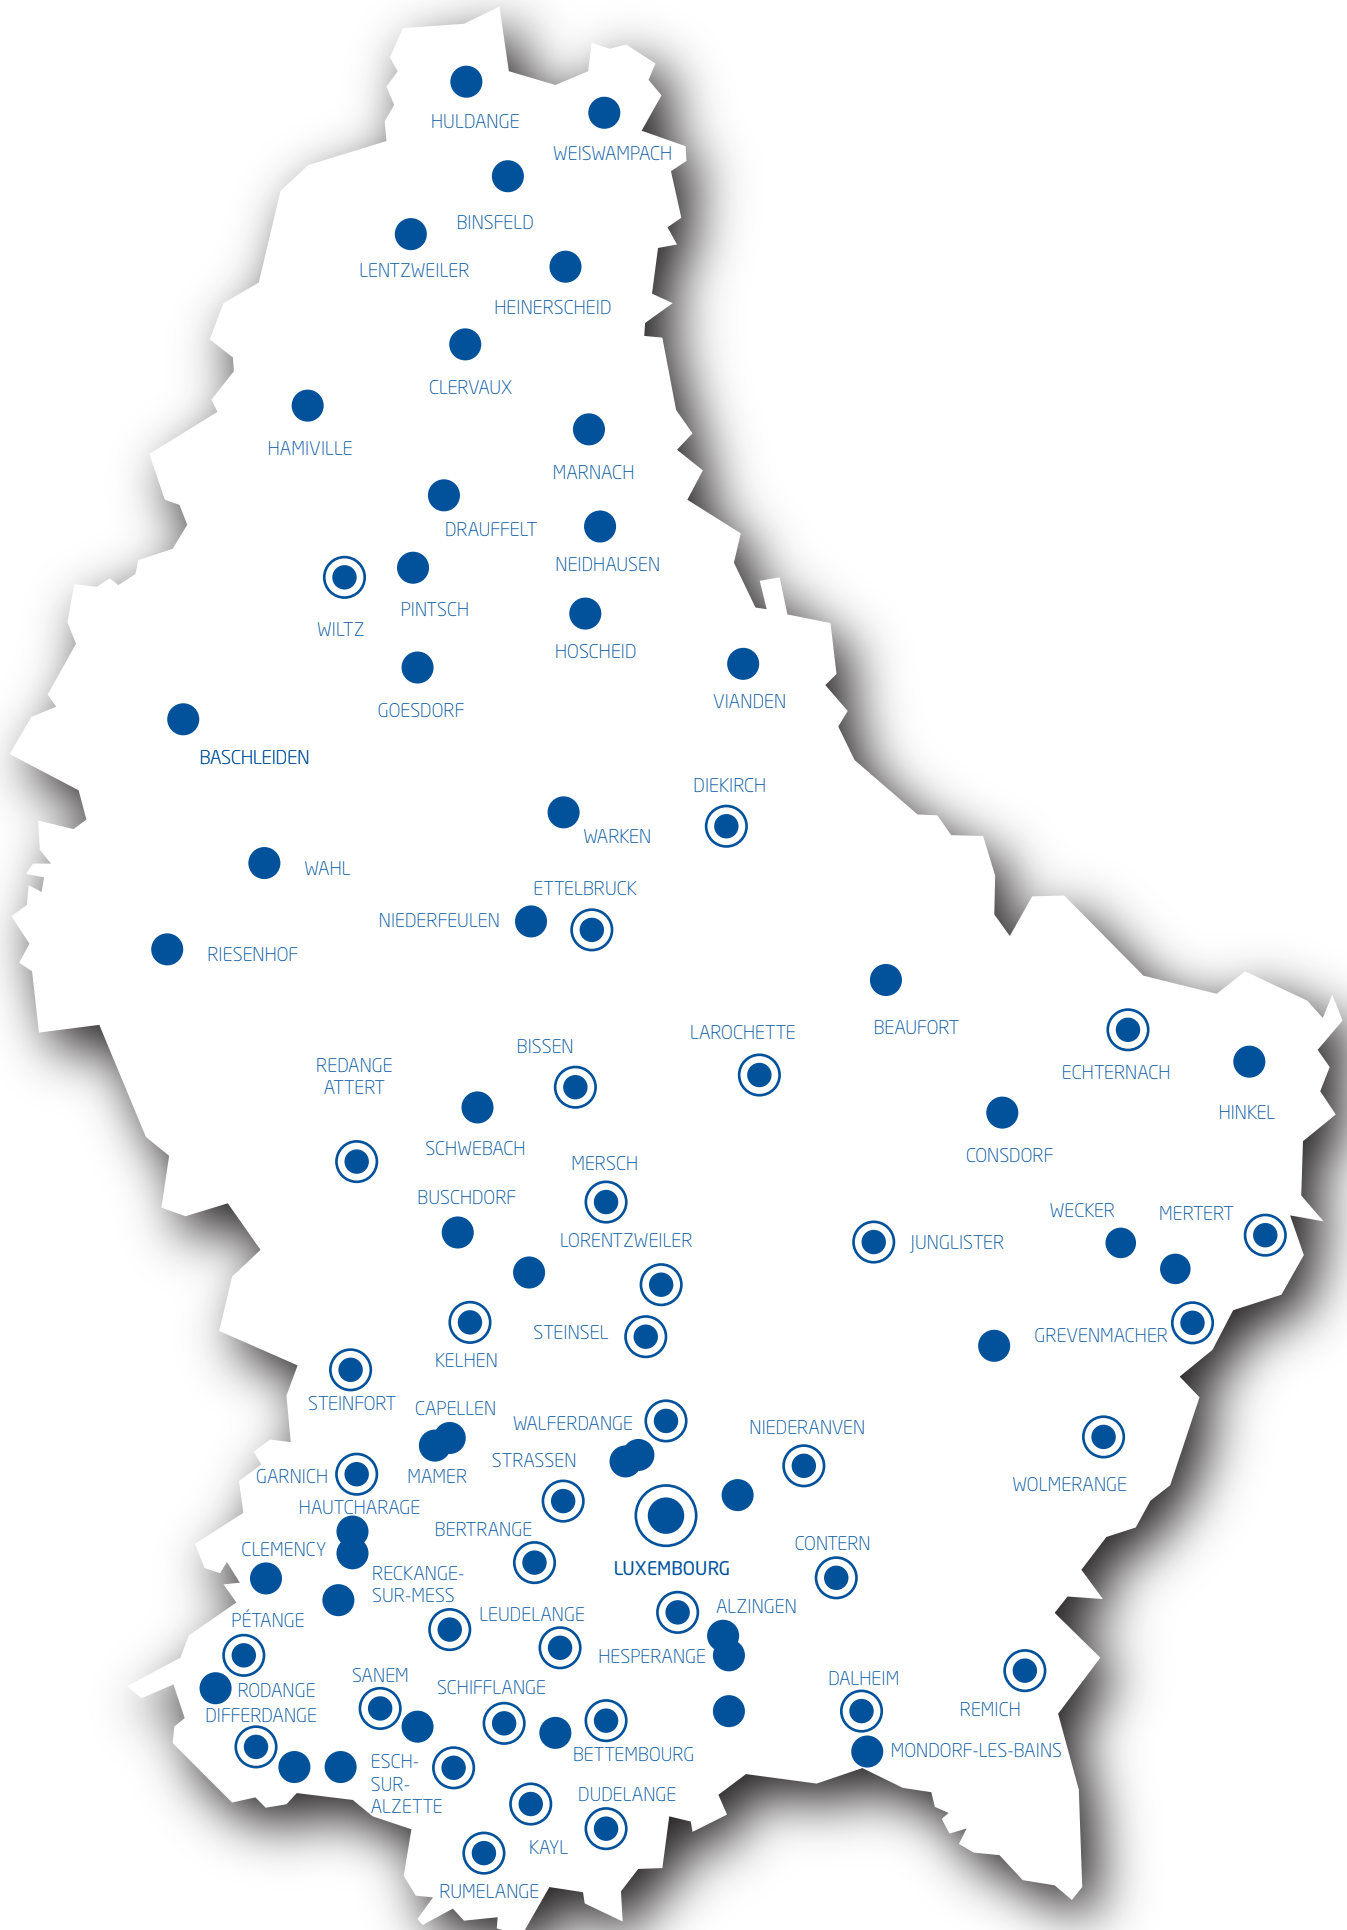 HULDANGE
WEISWAMPACH
BINSFELD
LENTZWEILER
HEINERSCHEID
CLERVAUX
HAMIVILLE
MARNACH
DRAUFFELT
NEIDHAUSEN
PINTSCH
WILTZ
HOSCHEID
VIANDEN
GOESDORF
BASCHLEIDEN
DIEKIRCH
WARKEN
WAHL
ETTELBRUCK
NIEDERFEULEN
RIESENHOF
BEAUFORT
LAROCHETTE
BISSEN
REDANGE
ATTERT
ECHTERNACH
HINKEL
SCHWEBACH
CONSDORF
MERSCH
BUSCHDORF
WECKER
MERTERT
LORENTZWEILER
JUNGLISTER
STEINSEL
GREVENMACHER
KELHEN
STEINFORT
CAPELLEN
WALFERDANGE
NIEDERANVEN
STRASSEN
GARNICH
MAMER
WOLMERANGE
HAUTCHARAGE
BERTRANGE
CONTERN
CLEMENCY
LUXEMBOURG
RECKANGE-
SUR-MESS
ALZINGEN
LEUDELANGE
PÉTANGE
HESPERANGE
SANEM
DALHEIM
SCHIFFLANGE
RODANGE
REMICH
DIFFERDANGE
MONDORF-LES-BAINS
BETTEMBOURG
ESCH-
SUR-
ALZETTE
DUDELANGE
KAYL
RUMELANGE